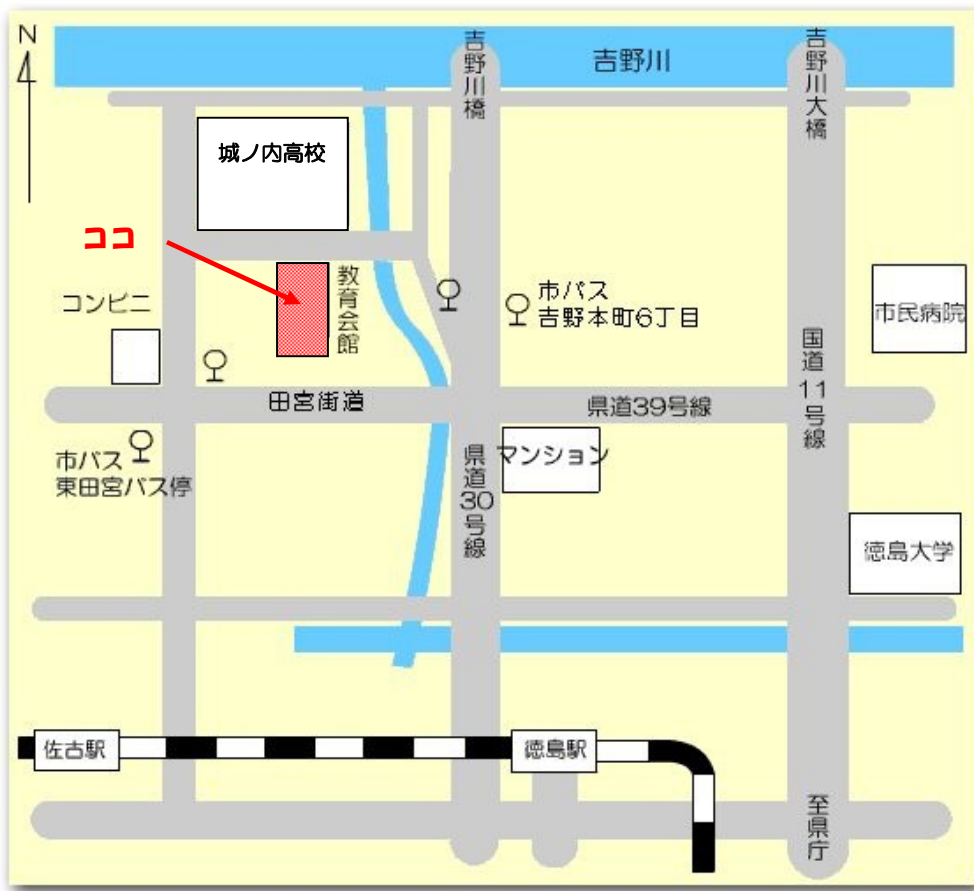 N
吉野川
吉野川橋
吉野川大橋
城ノ内高校
ココ
教育会館
コンビニ
市バス
吉野本町6丁目
市民病院
国道11号線
田宮街道
県道39号線
市バス
東田宮バス停
県道30号線
マンション
徳島大学
佐古駅
徳島駅
至県庁